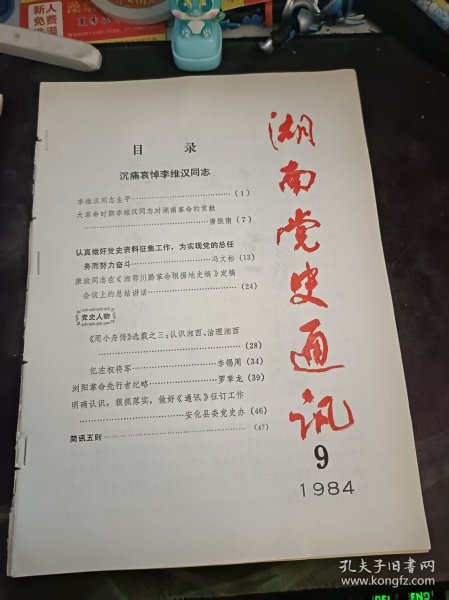 新人
免费
选
湖南党史通讯
9
1984
目 录
沉痛哀悼李维汉同志
李维汉同志生平 (1)
大革命时期李维汉同志对湖南革命的贡献
唐振南 (7)
认真做好党史资料征集工作，为实现党的总任
务而努力奋斗 冯文彬 (13)
廉政同志在《湘鄂川黔革命根据地史稿》定稿
会议上的总结讲话 (24)
党史人物
《周小舟传》选载之三：认识湘西、治理湘西
(28)
忆左权将军 李锡周 (34)
浏阳革命先行者纪略 罗章龙 (39)
明确认识，狠抓落实，做好《通讯》征订工作
安化县委党史办 (46)
简讯五则 (47)
孔夫子旧书网
www.kongfz.com
DEL
END